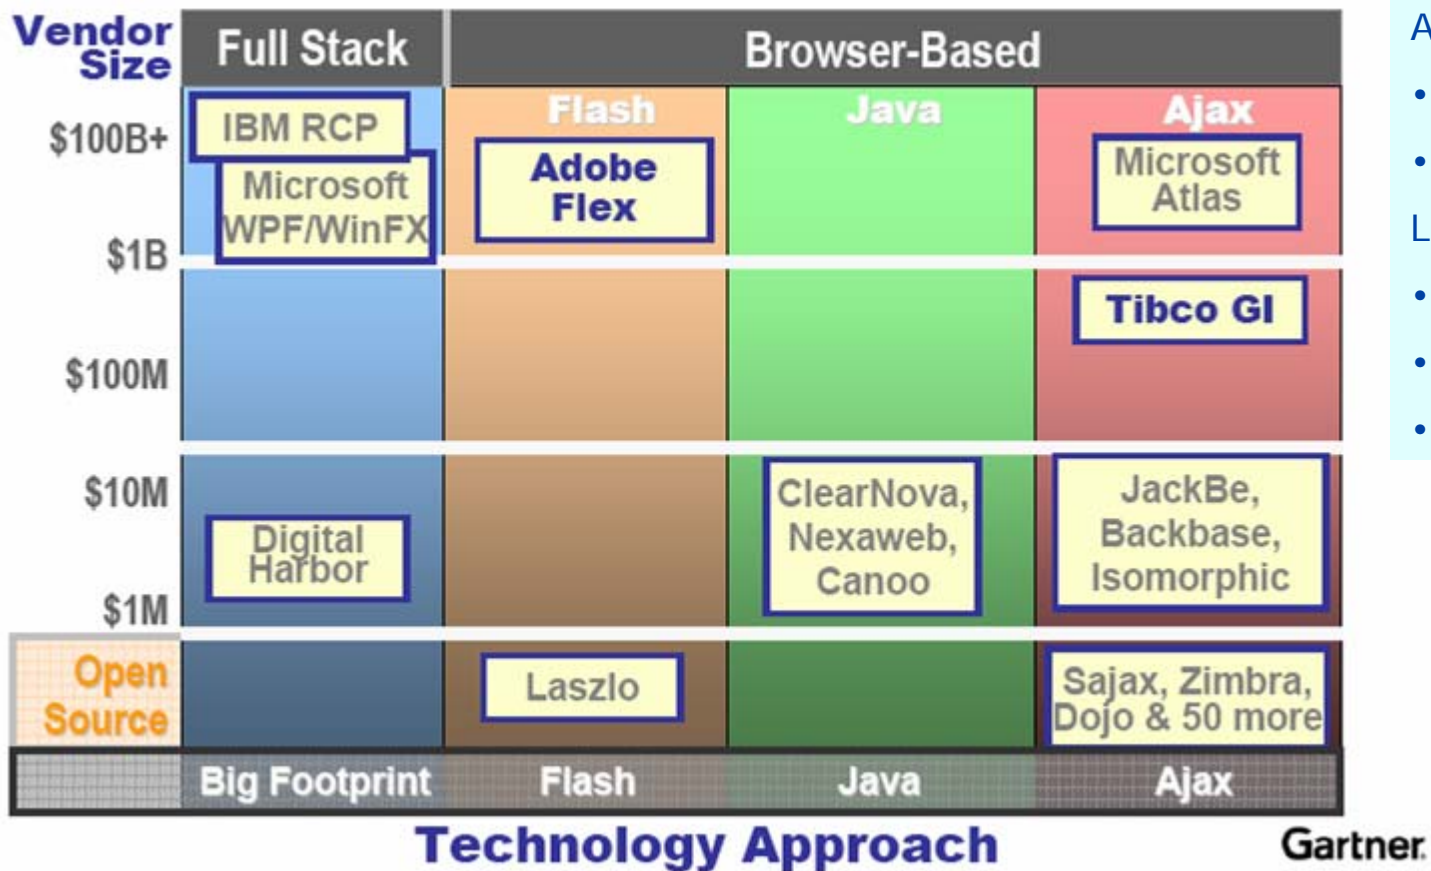 Vendor
Size
Full Stack
Browser-Based
Flash
Java
Ajax
$100B+
IBM RCP
Microsoft
WPF/WinFX
Adobe
Flex
Microsoft
Atlas
$1B
Tibco GI
$100M
$10M
Digital
Harbor
ClearNova,
Nexaweb,
Canoo
JackBe,
Backbase,
Isomorphic
$1M
Open
Source
Laszlo
Sajax, Zimbra,
Dojo & 50 more
Big Footprint
Flash
Java
Ajax
Technology Approach
Gartner.
A
•
•
L
•
•
•